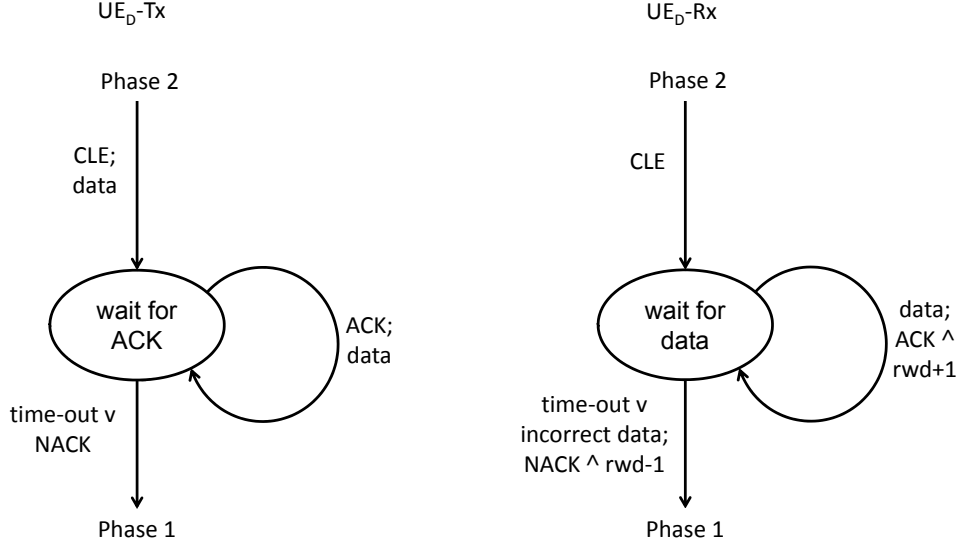 UE_D-Tx
Phase 2
CLE;
data
wait for
ACK
ACK;
data
time-out v
NACK
Phase 1
UE_D-Rx
Phase 2
CLE
wait for
data
data;
ACK ^
rwd+1
time-out v
incorrect data;
NACK ^ rwd-1
Phase 1